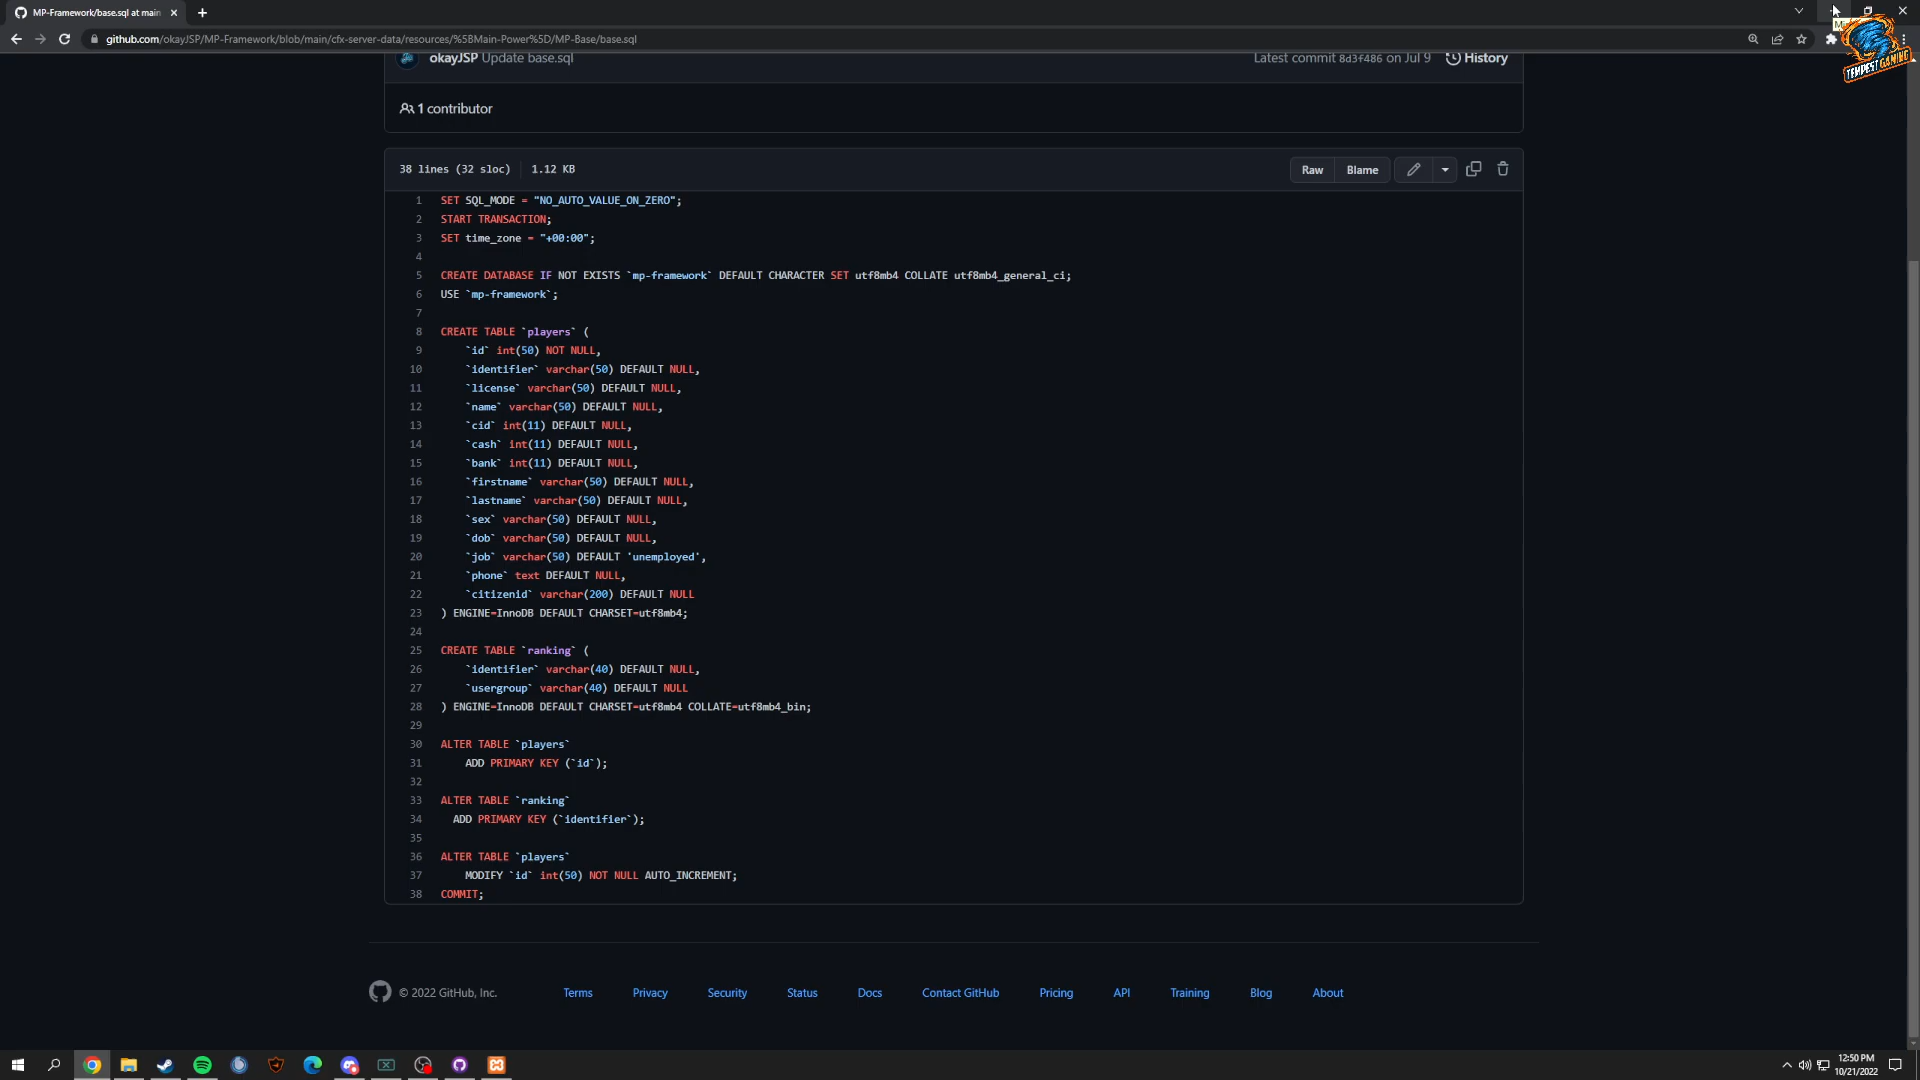 MP-Framework/base.sql at main
github.com/okayJSP/MP-Framework/blob/main/cfx-server-data/resources/%5BMain-Power%5D/MP-Base/base.sql
TEMPEST GAMING
okayJSP Update base.sql
Latest commit 8d3f486 on Jul 9 History
1 contributor
38 lines (32 sloc) 1.12 KB
Raw Blame
1 SET SQL_MODE = "NO_AUTO_VALUE_ON_ZERO";
2 START TRANSACTION;
3 SET time_zone = "+00:00";
4
5 CREATE DATABASE IF NOT EXISTS `mp-framework` DEFAULT CHARACTER SET utf8mb4 COLLATE utf8mb4_general_ci;
6 USE `mp-framework`;
7
8 CREATE TABLE `players` (
9 `id` int(50) NOT NULL,
10 `identifier` varchar(50) DEFAULT NULL,
11 `license` varchar(50) DEFAULT NULL,
12 `name` varchar(50) DEFAULT NULL,
13 `cid` int(11) DEFAULT NULL,
14 `cash` int(11) DEFAULT NULL,
15 `bank` int(11) DEFAULT NULL,
16 `firstname` varchar(50) DEFAULT NULL,
17 `lastname` varchar(50) DEFAULT NULL,
18 `sex` varchar(50) DEFAULT NULL,
19 `dob` varchar(50) DEFAULT NULL,
20 `job` varchar(50) DEFAULT 'unemployed',
21 `phone` text DEFAULT NULL,
22 `citizenid` varchar(200) DEFAULT NULL
23 ) ENGINE=InnoDB DEFAULT CHARSET=utf8mb4;
24
25 CREATE TABLE `ranking` (
26 `identifier` varchar(40) DEFAULT NULL,
27 `usergroup` varchar(40) DEFAULT NULL
28 ) ENGINE=InnoDB DEFAULT CHARSET=utf8mb4 COLLATE=utf8mb4_bin;
29
30 ALTER TABLE `players`
31 ADD PRIMARY KEY (`id`);
32
33 ALTER TABLE `ranking`
34 ADD PRIMARY KEY (`identifier`);
35
36 ALTER TABLE `players`
37 MODIFY `id` int(50) NOT NULL AUTO_INCREMENT;
38 COMMIT;
© 2022 GitHub, Inc. Terms Privacy Security Status Docs Contact GitHub Pricing API Training Blog About
12:50 PM
10/21/2022